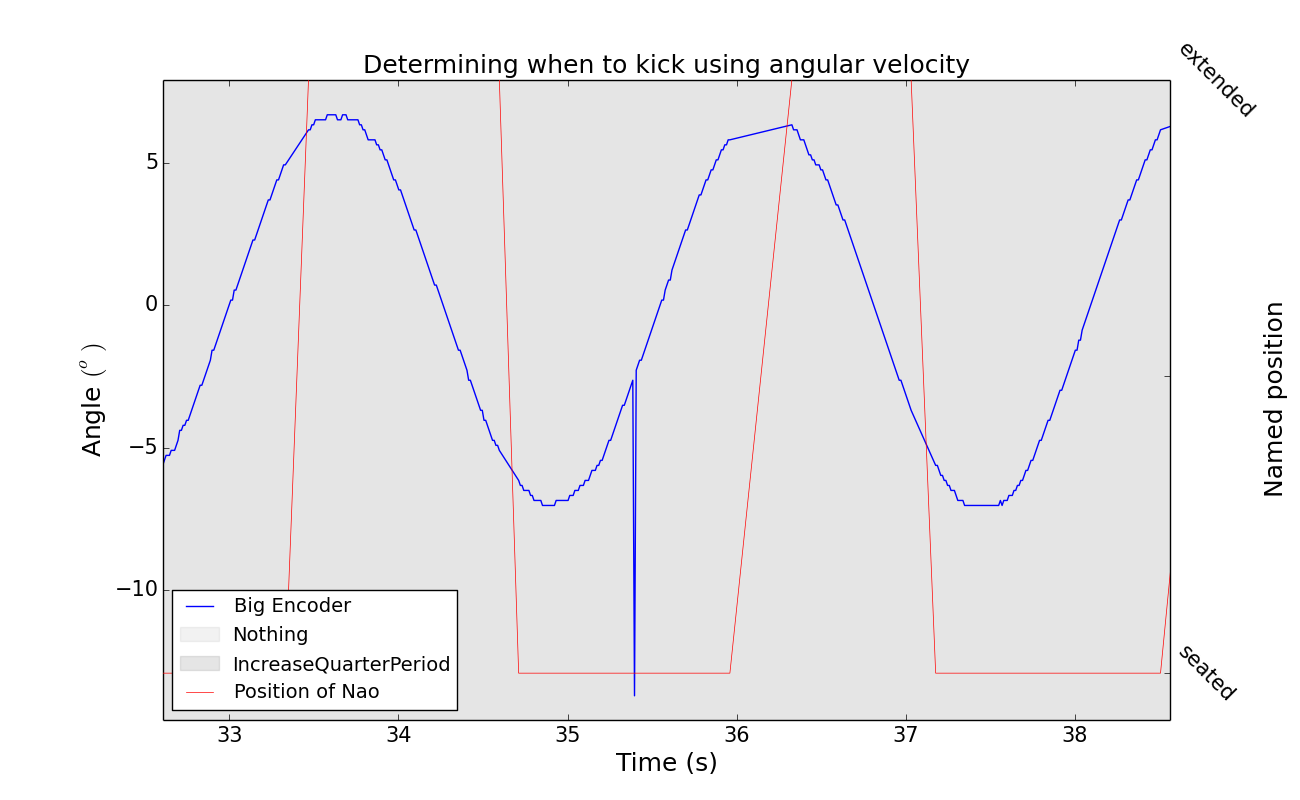 Determining when to kick using angular velocity
extended
5
0
−5
−10
Angle (o)
Named position
seated
Big Encoder
Nothing
IncreaseQuarterPeriod
Position of Nao
33 34 35 36 37 38
Time (s)